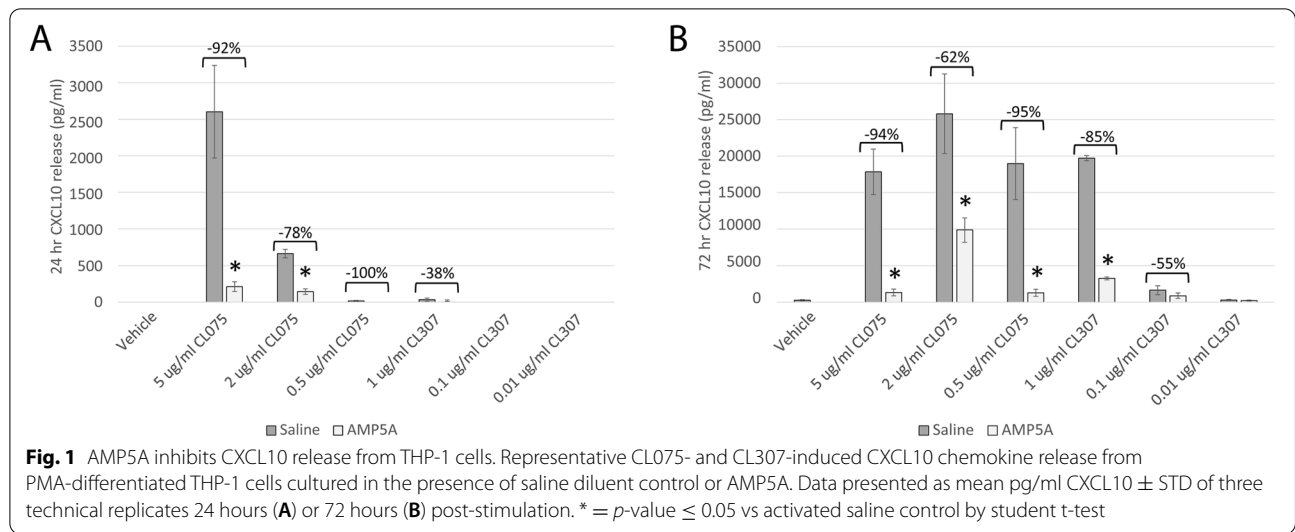 A
24 hr CXCL10 release (pg/ml)
3500
3000
2500
2000
1500
1000
500
0
-92%
-78%
-100%
-38%
*
*
Vehicle
5 ug/ml CL075
2 ug/ml CL075
0.5 ug/ml CL075
1 ug/ml CL307
0.1 ug/ml CL307
0.01 ug/ml CL307
Saline AMP5A
B
72 hr CXCL10 release (pg/ml)
35000
30000
25000
20000
15000
10000
5000
0
-94%
-62%
-95%
-85%
-55%
*
*
*
*
Vehicle
5 ug/ml CL075
2 ug/ml CL075
0.5 ug/ml CL075
1 ug/ml CL307
0.1 ug/ml CL307
0.01 ug/ml CL307
Saline AMP5A
Fig. 1 AMP5A inhibits CXCL10 release from THP-1 cells. Representative CL075- and CL307-induced CXCL10 chemokine release from
PMA-differentiated THP-1 cells cultured in the presence of saline diluent control or AMP5A. Data presented as mean pg/ml CXCL10 ± STD of three
technical replicates 24 hours (A) or 72 hours (B) post-stimulation. * = p-value ≤ 0.05 vs activated saline control by student t-test